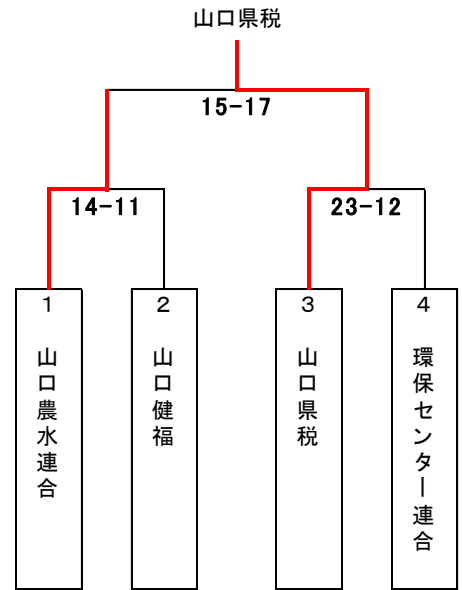 山口県税
15-17
14-11
23-12
1
山口農水連合
2
山口健福
3
山口県税
4
環保センター連合